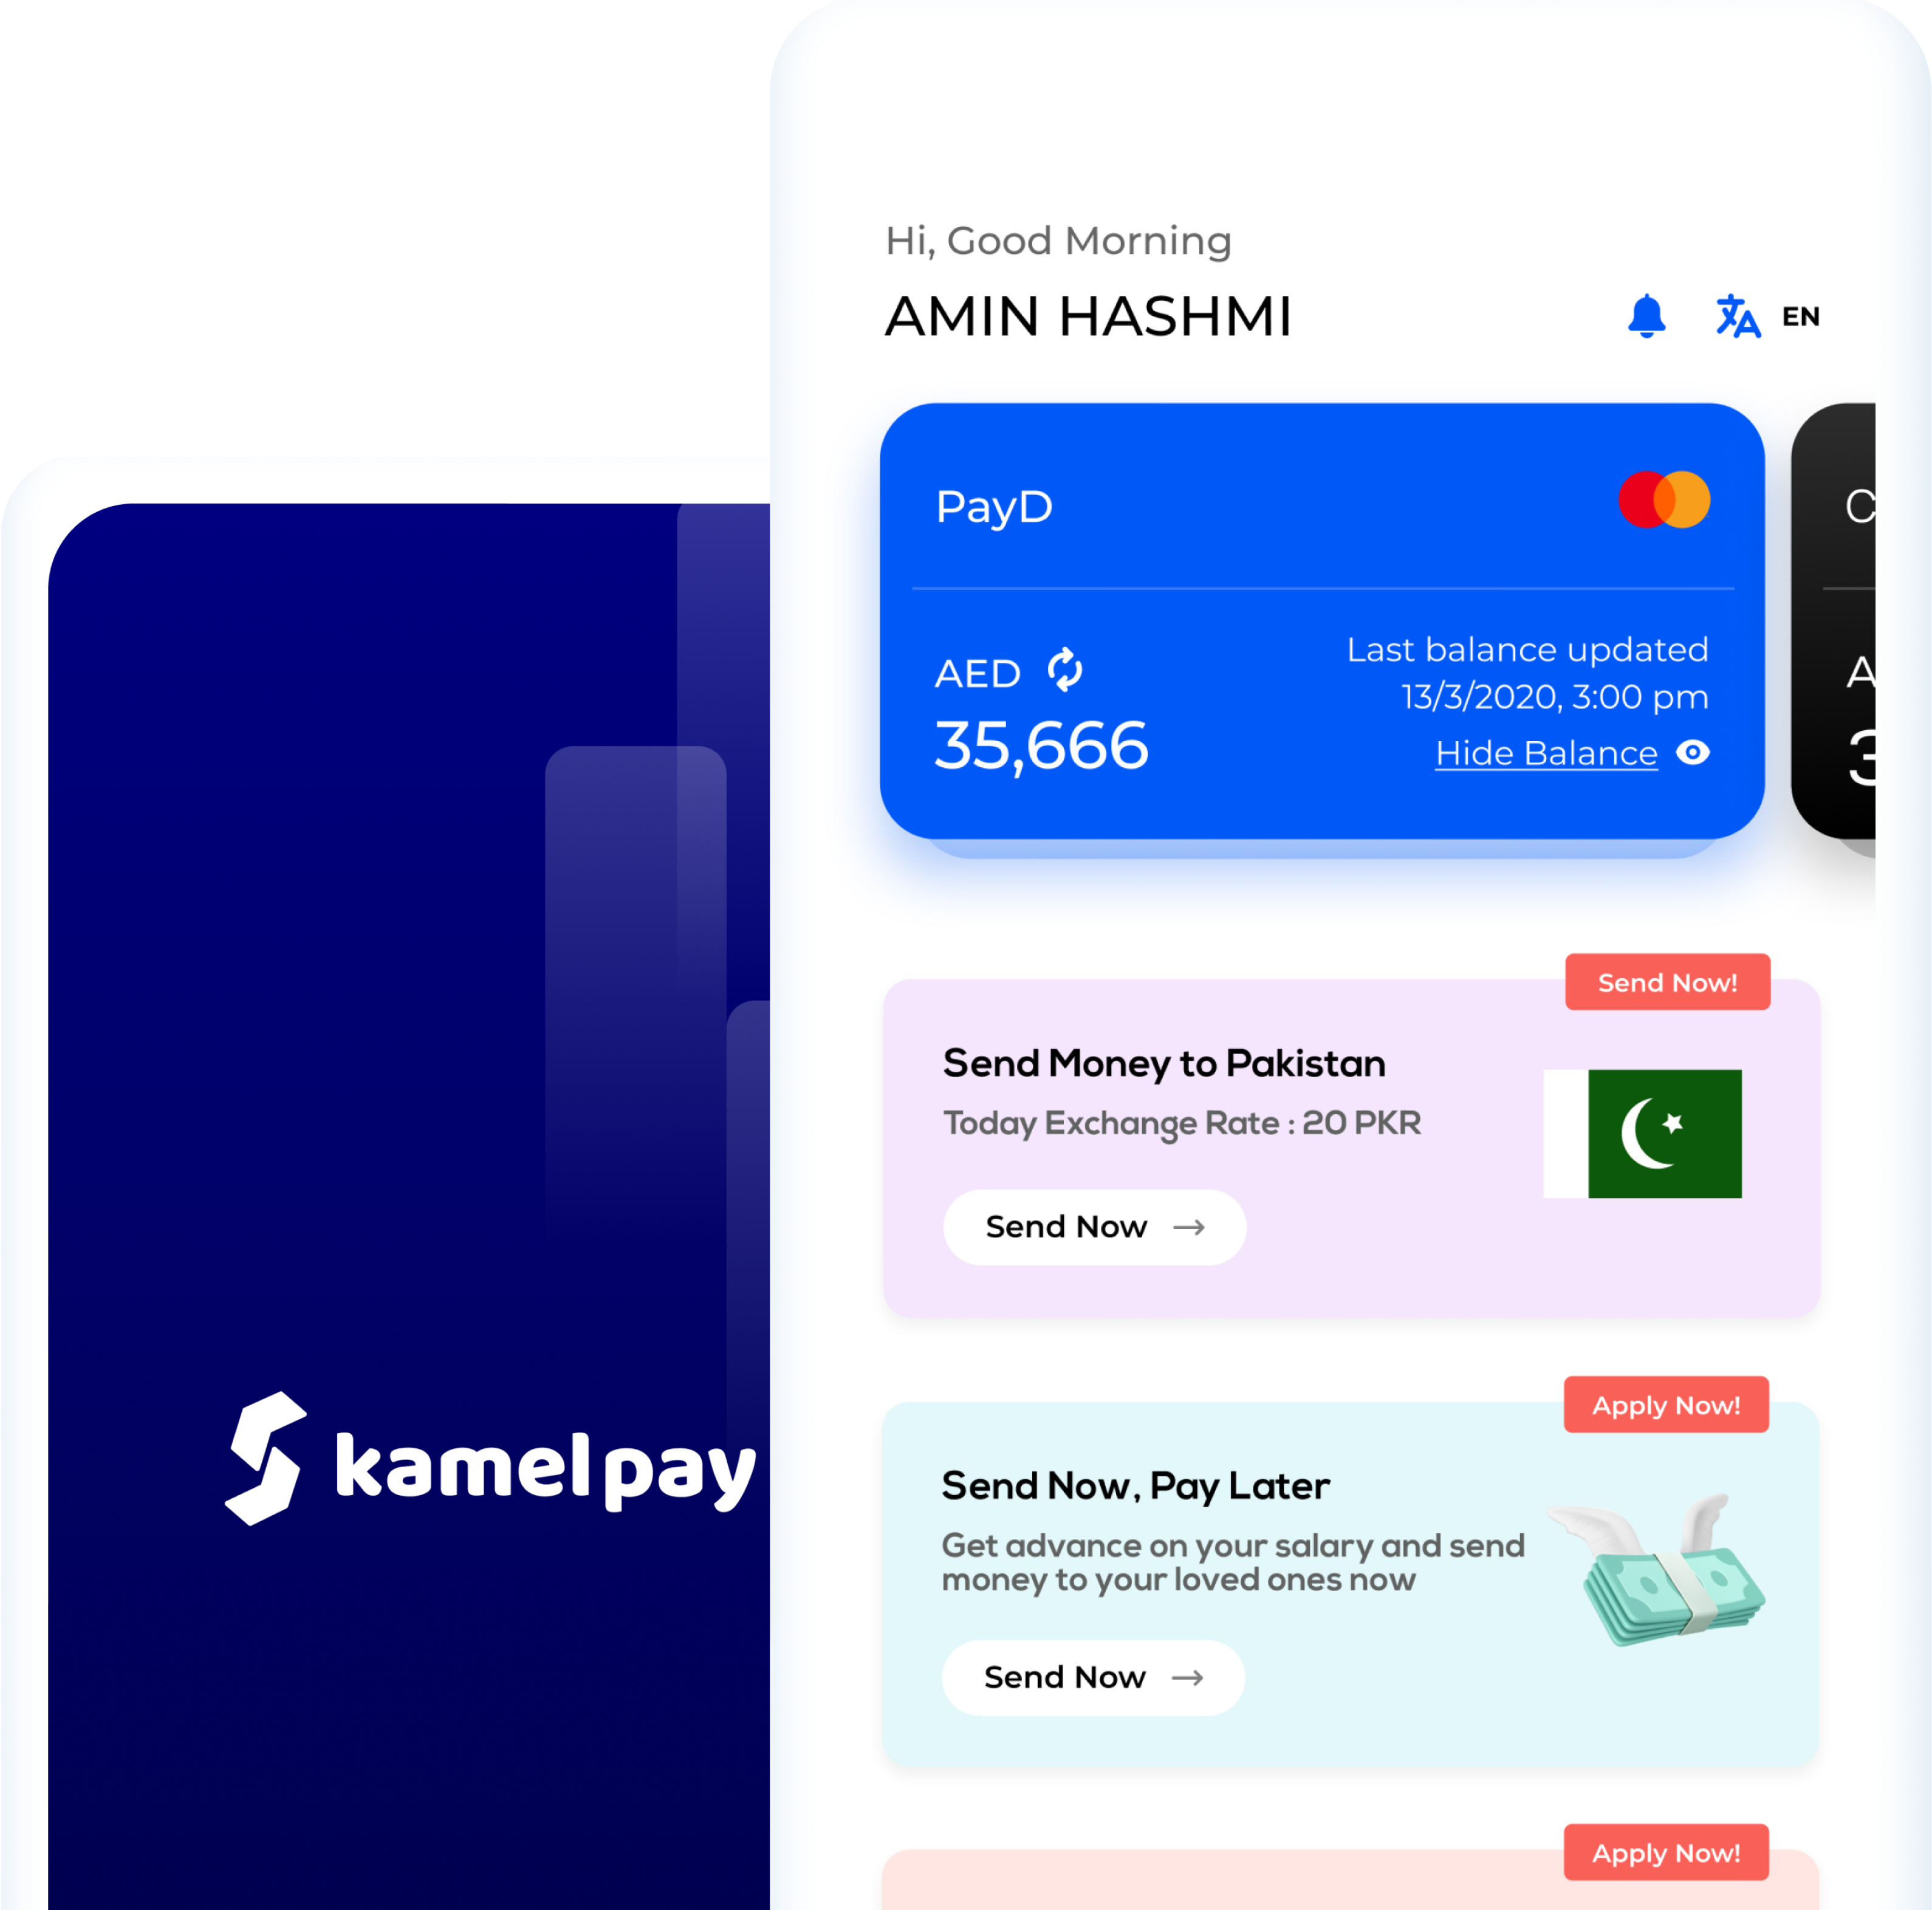 Hi, Good Morning
AMIN HASHMI
EN
PayD
AED
35,666
Last balance updated
13/3/2020, 3:00 pm
Hide Balance
Send Now!
Send Money to Pakistan
Today Exchange Rate : 20 PKR
Send Now
Apply Now!
Send Now, Pay Later
Get advance on your salary and send
money to your loved ones now
Send Now
Apply Now!
kamelpay